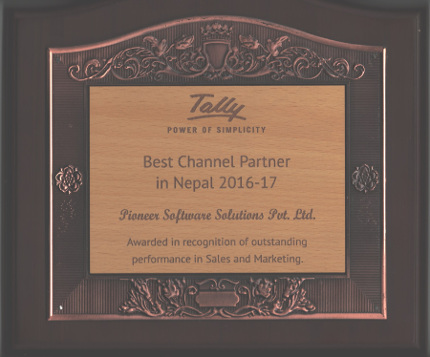 Tally
POWER OF SIMPLICITY
Best Channel Partner
in Nepal 2016-17
Pioneer Software Solutions Pvt. Ltd.
Awarded in recognition of outstanding
performance in Sales and Marketing.